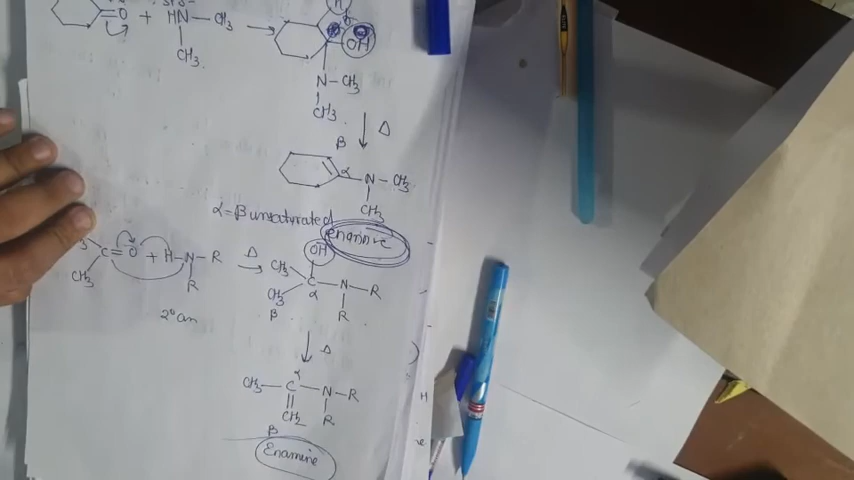 =O + HN—CH3 →
CH3.
OH
N—CH3
CH3.
Δ
β
α N—CH3
CH3
α=β unsaturated enamine
C=O + H—N—R Δ→
CH3
R
OH
CH3
C—N—R
CH3 α
β R
2° am
Δ
α
CH3—C—N—R
CH2 R
β
Enamine